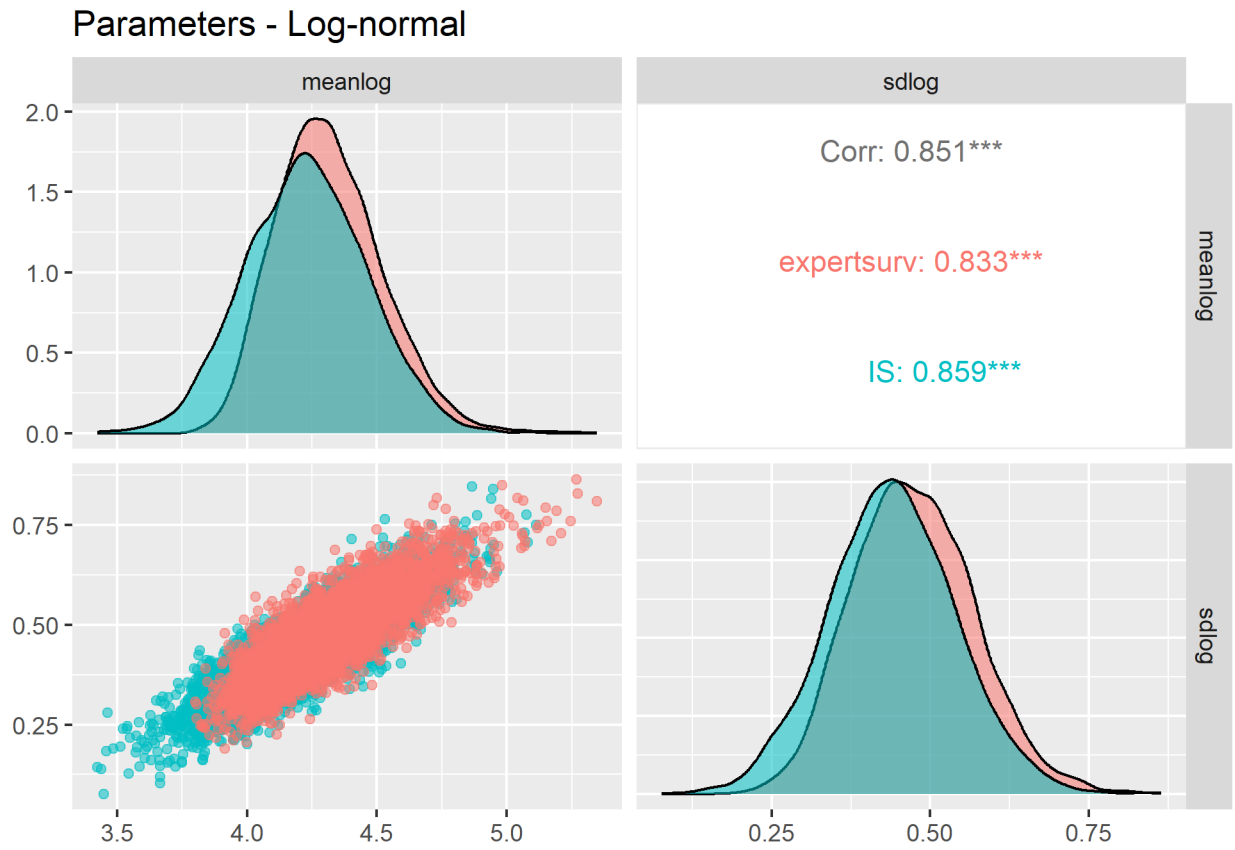 Parameters - Log-normal
meanlog
sdlog
2.0
1.5
1.0
0.5
0.0
Corr: 0.851***
expertsurv: 0.833***
IS: 0.859***
meanlog
0.75
0.50
0.25
sdlog
3.5 4.0 4.5 5.0
0.25 0.50 0.75